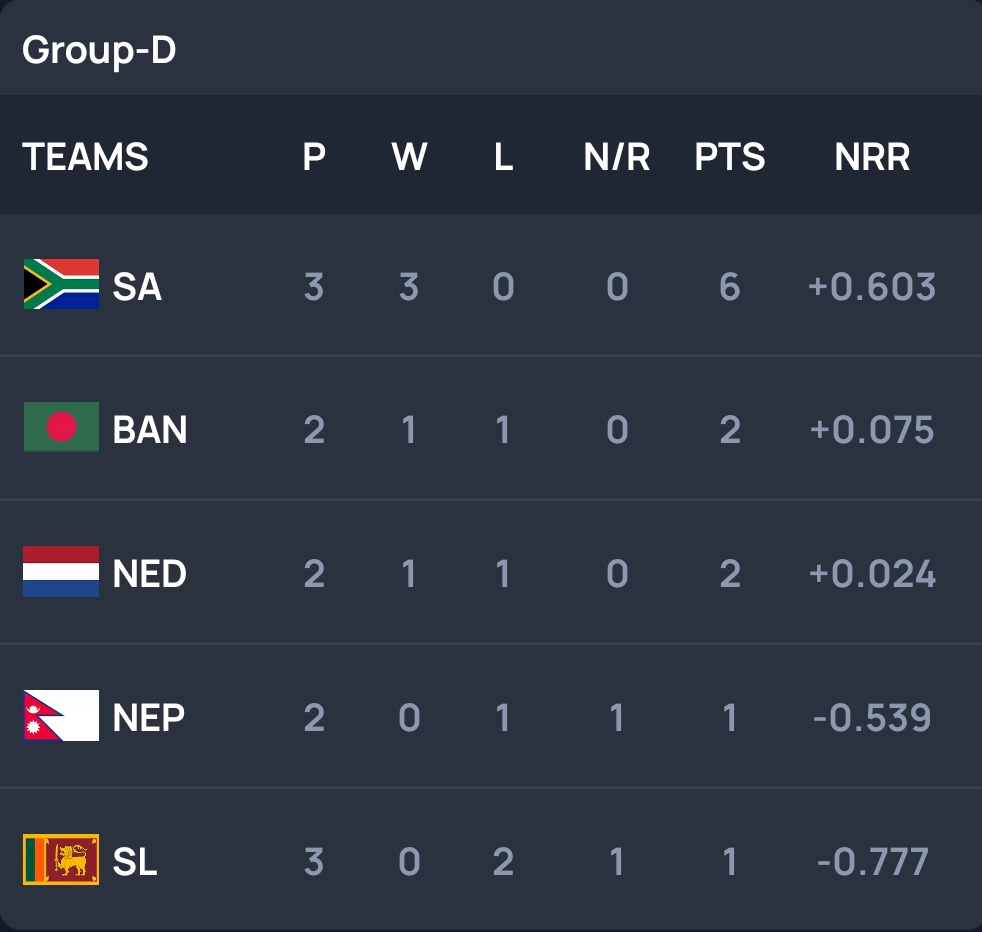 Group-D
TEAMS P W L N/R PTS NRR
SA 3 3 0 0 6 +0.603
BAN 2 1 1 0 2 +0.075
NED 2 1 1 0 2 +0.024
NEP 2 0 1 1 1 -0.539
SL 3 0 2 1 1 -0.777